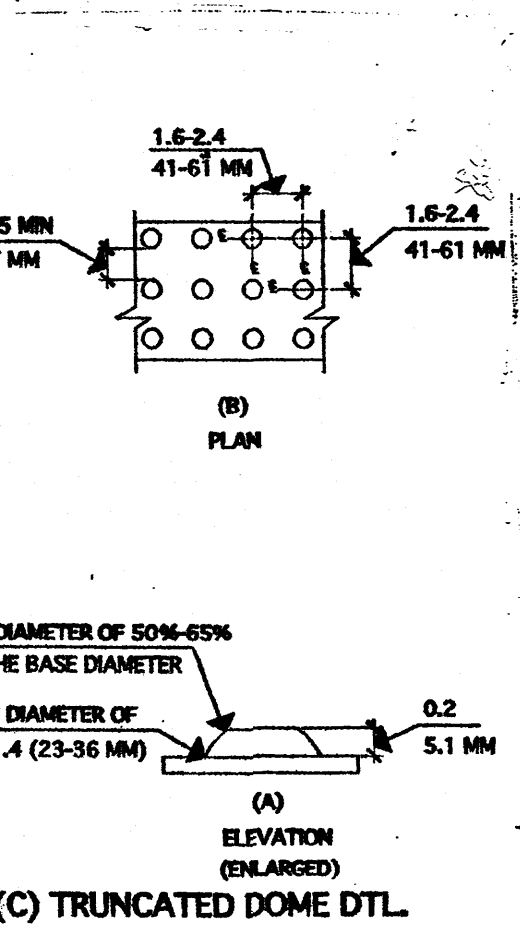 1.6-2.4
41-61 MM
5 MIN
MM
1.6-2.4
41-61 MM
(B)
PLAN
DIAMETER OF 50%-65%
HE BASE DIAMETER
DIAMETER OF
.4 (23-36 MM)
0.2
5.1 MM
(A)
ELEVATION
(ENLARGED)
(C) TRUNCATED DOME DTL.